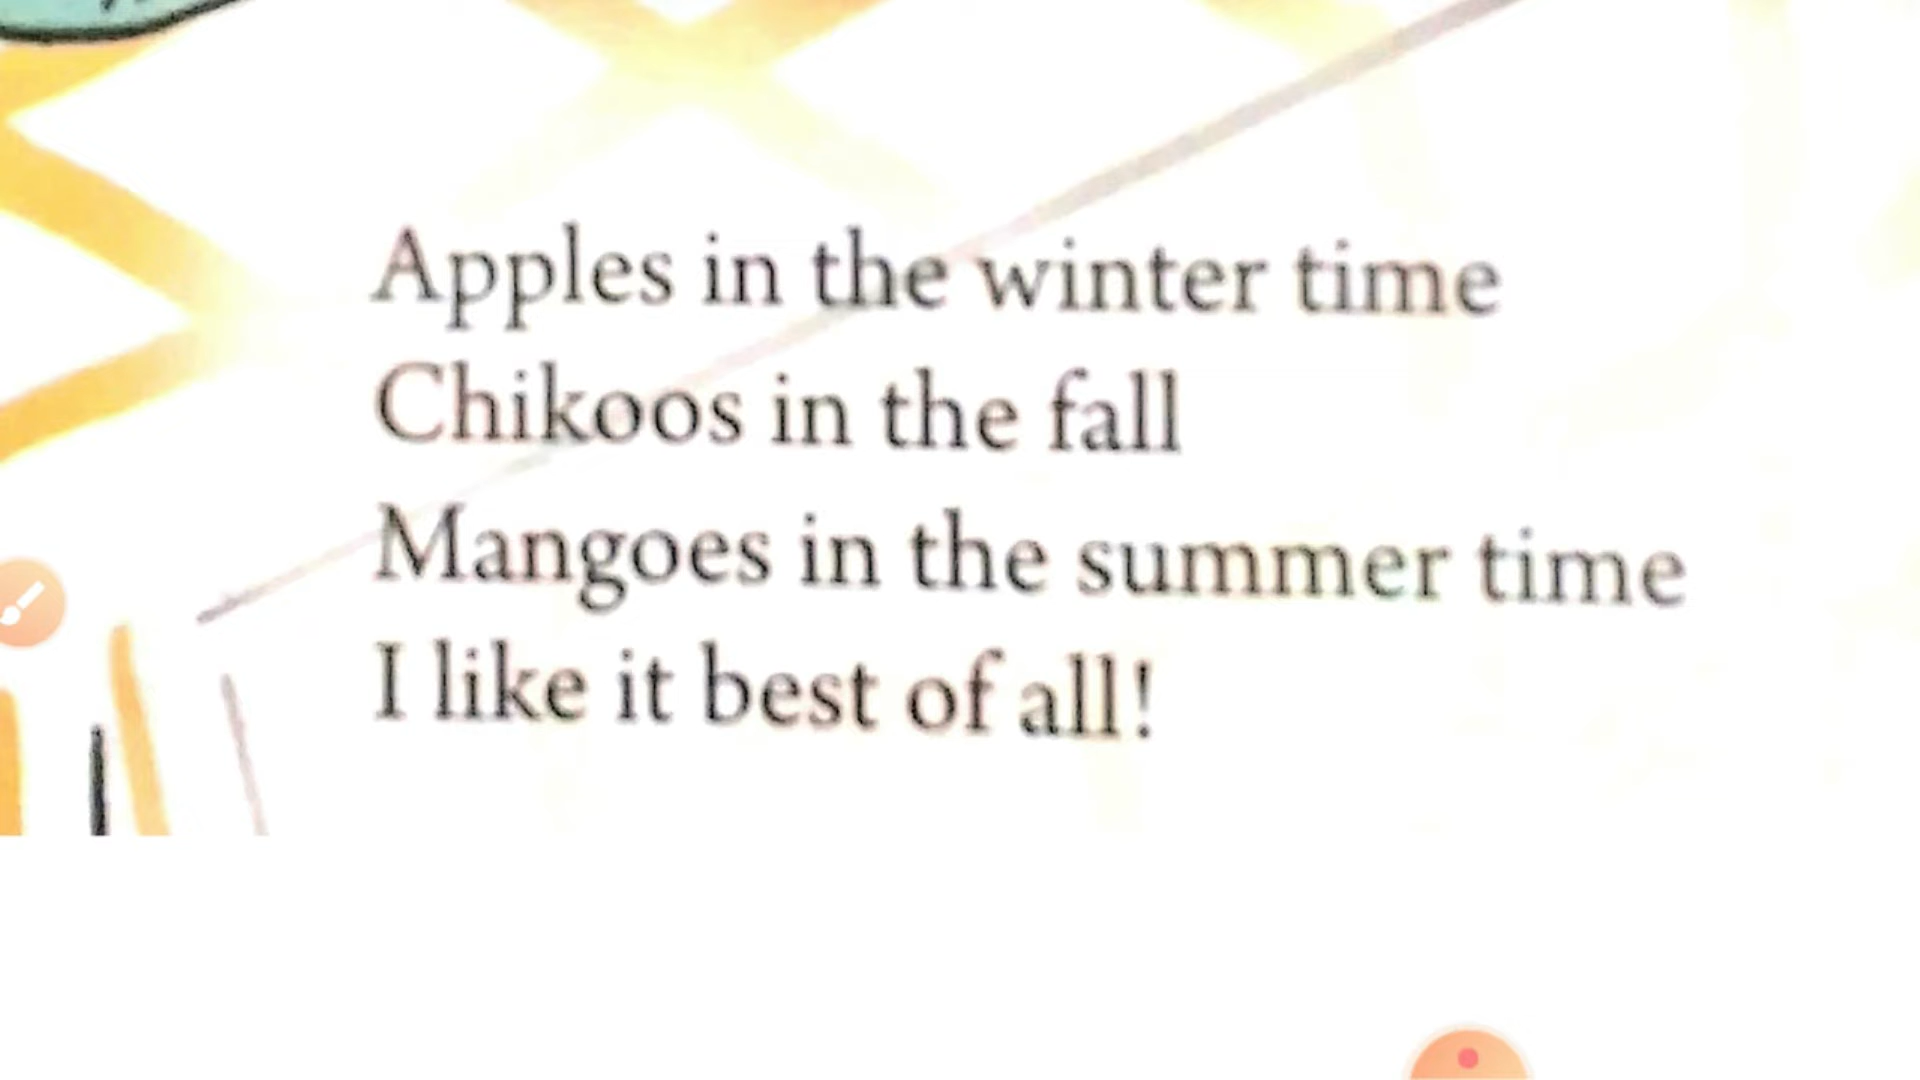 Apples in the winter time
Chikoos in the fall
Mangoes in the summer time
I like it best of all!